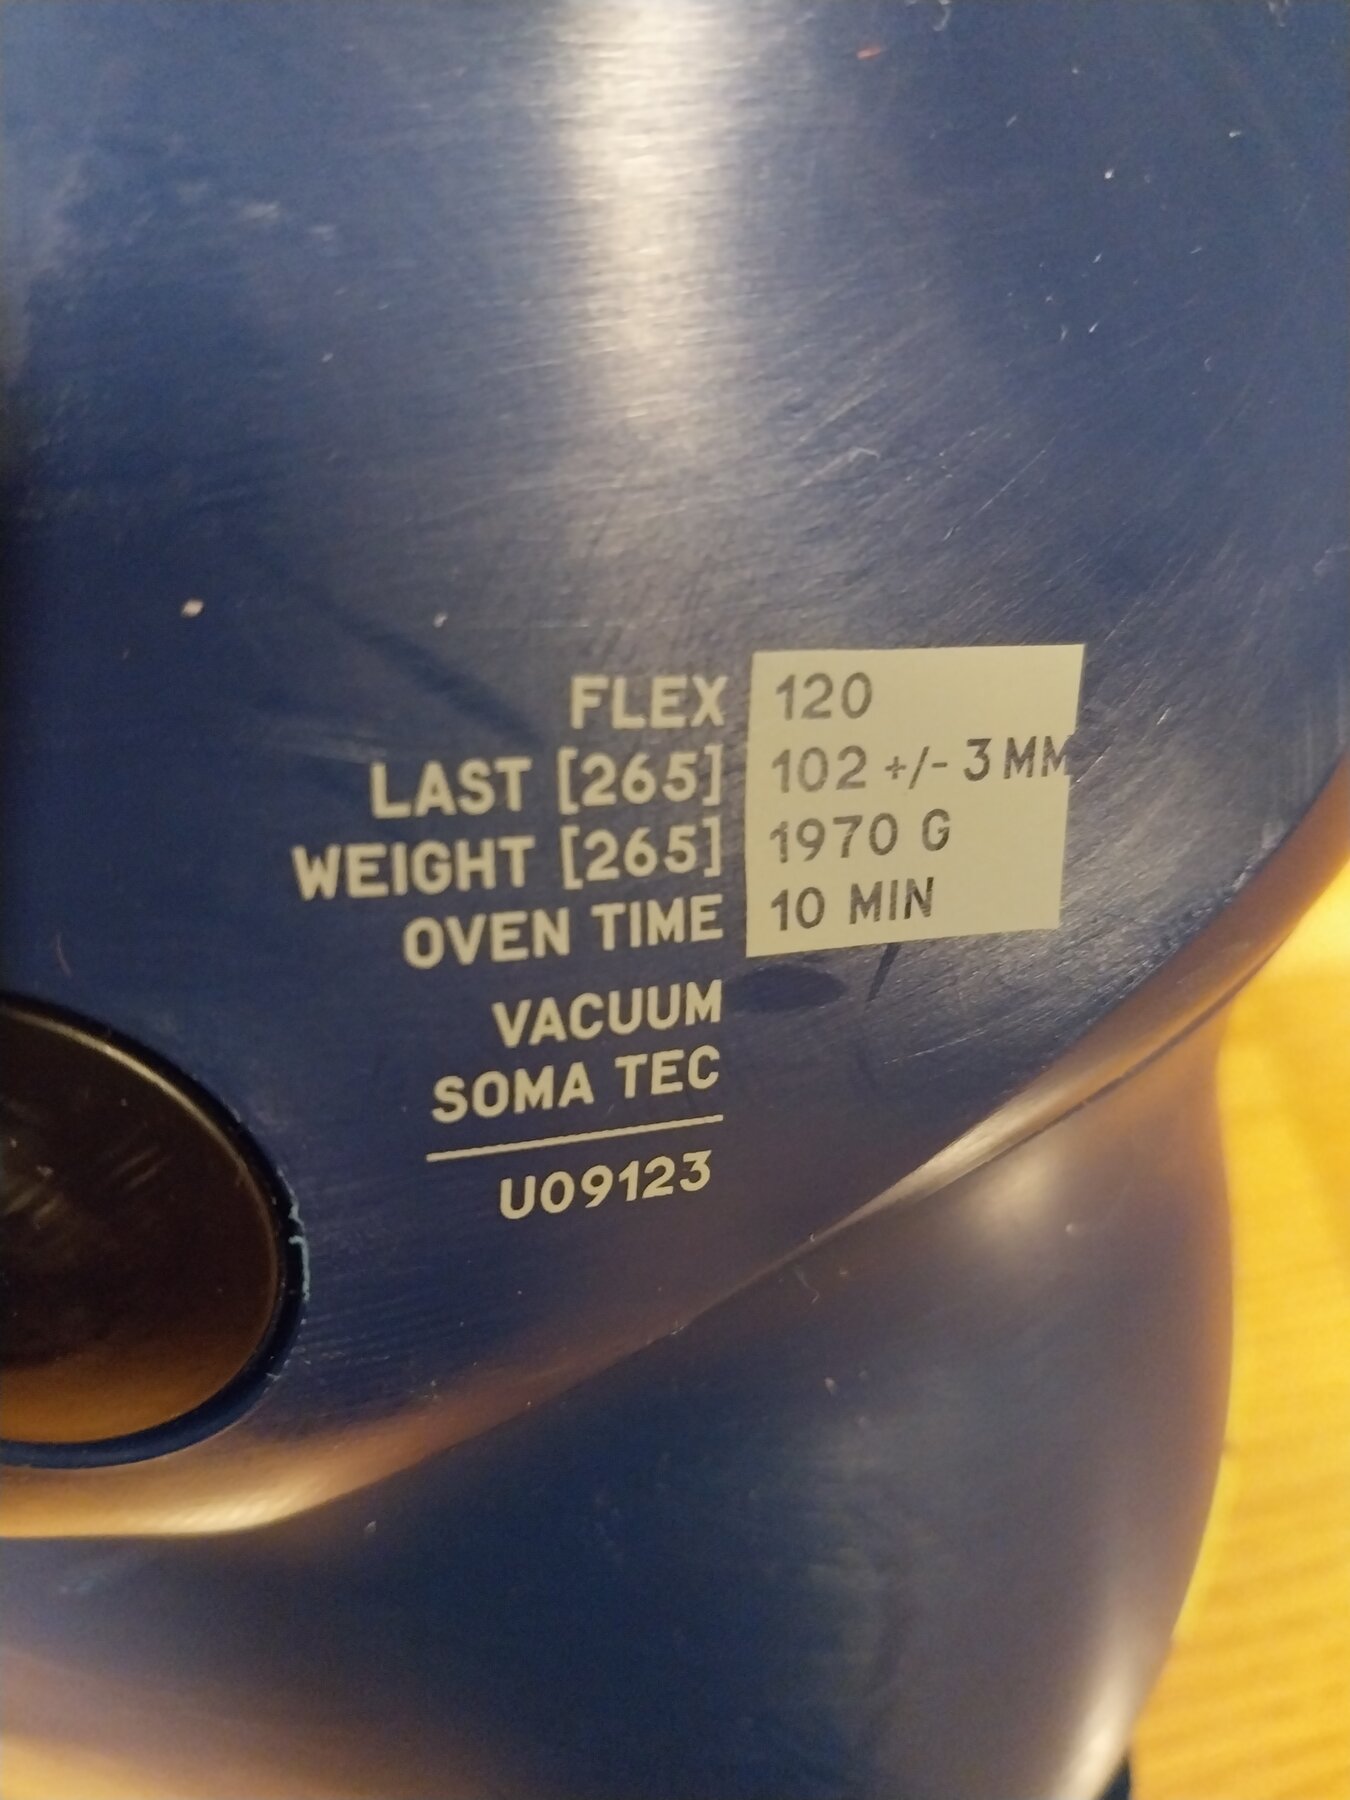 FLEX 120
LAST [265] 102 +/- 3 MM
WEIGHT [265] 1970 G
OVEN TIME 10 MIN
VACUUM
SOMA TEC
U09123